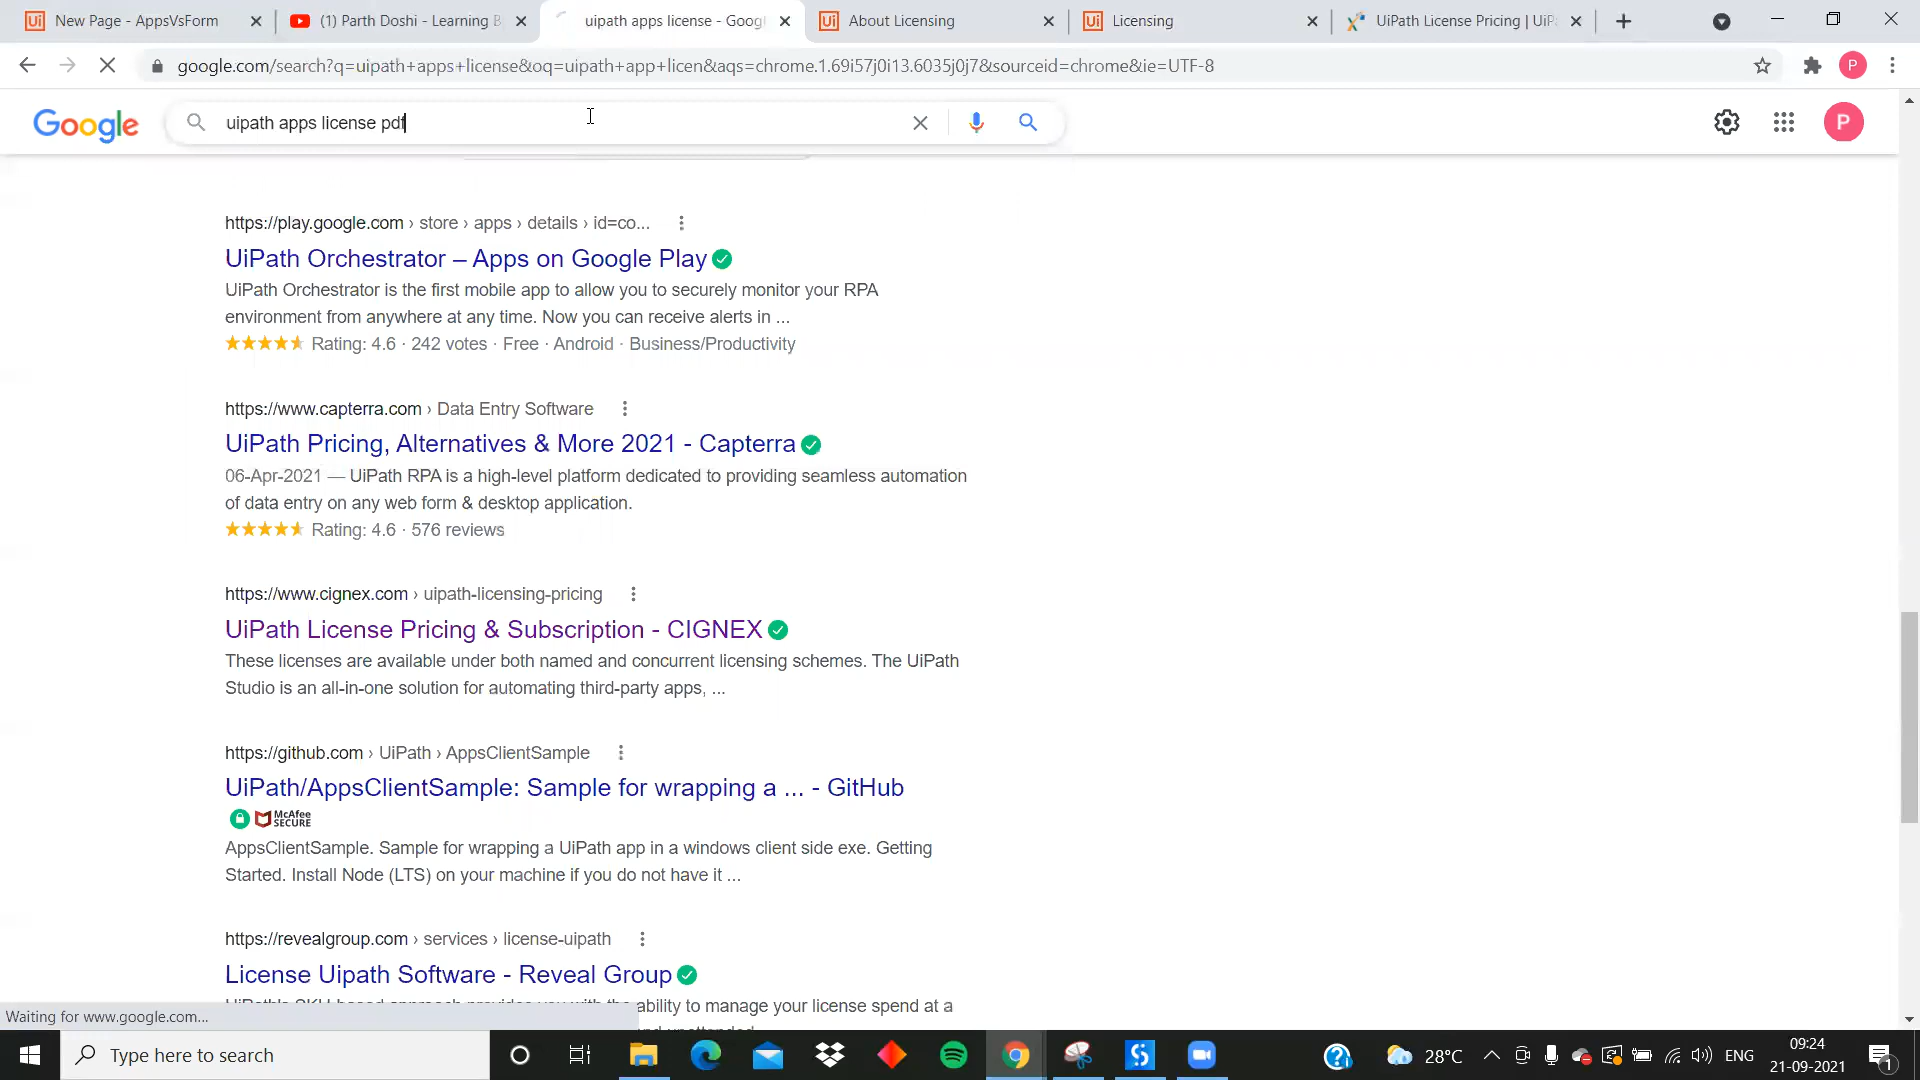 New Page - AppsVsForm
(1) Parth Doshi - Learning B
uipath apps license - Goog
About Licensing
Licensing
UiPath License Pricing | UiP
google.com/search?q=uipath+apps+license&oq=uipath+app+licen&aqs=chrome.1.69i57j0i13.6035j0j7&sourceid=chrome&ie=UTF-8
P
Google
uipath apps license pdf
P
https://play.google.com › store › apps › details › id=co...
UiPath Orchestrator – Apps on Google Play
UiPath Orchestrator is the first mobile app to allow you to securely monitor your RPA
environment from anywhere at any time. Now you can receive alerts in ...
Rating: 4.6 · 242 votes · Free · Android · Business/Productivity
https://www.capterra.com › Data Entry Software
UiPath Pricing, Alternatives & More 2021 - Capterra
06-Apr-2021 — UiPath RPA is a high-level platform dedicated to providing seamless automation
of data entry on any web form & desktop application.
Rating: 4.6 · 576 reviews
https://www.cignex.com › uipath-licensing-pricing
UiPath License Pricing & Subscription - CIGNEX
These licenses are available under both named and concurrent licensing schemes. The UiPath
Studio is an all-in-one solution for automating third-party apps, ...
https://github.com › UiPath › AppsClientSample
UiPath/AppsClientSample: Sample for wrapping a ... - GitHub
McAfee
SECURE
AppsClientSample. Sample for wrapping a UiPath app in a windows client side exe. Getting
Started. Install Node (LTS) on your machine if you do not have it ...
https://revealgroup.com › services › license-uipath
License Uipath Software - Reveal Group
ability to manage your license spend at a
Waiting for www.google.com...
Type here to search
28°C
ENG
09:24
21-09-2021
1